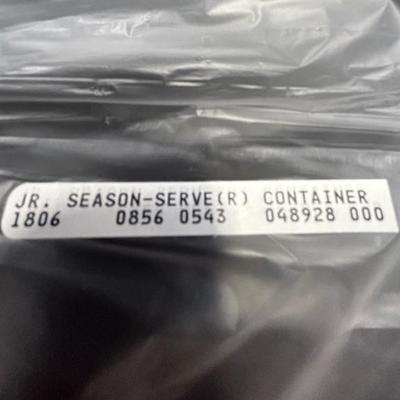 JR. SEASON-SERVE(R) CONTAINER
1806 0856 0543 048928 000